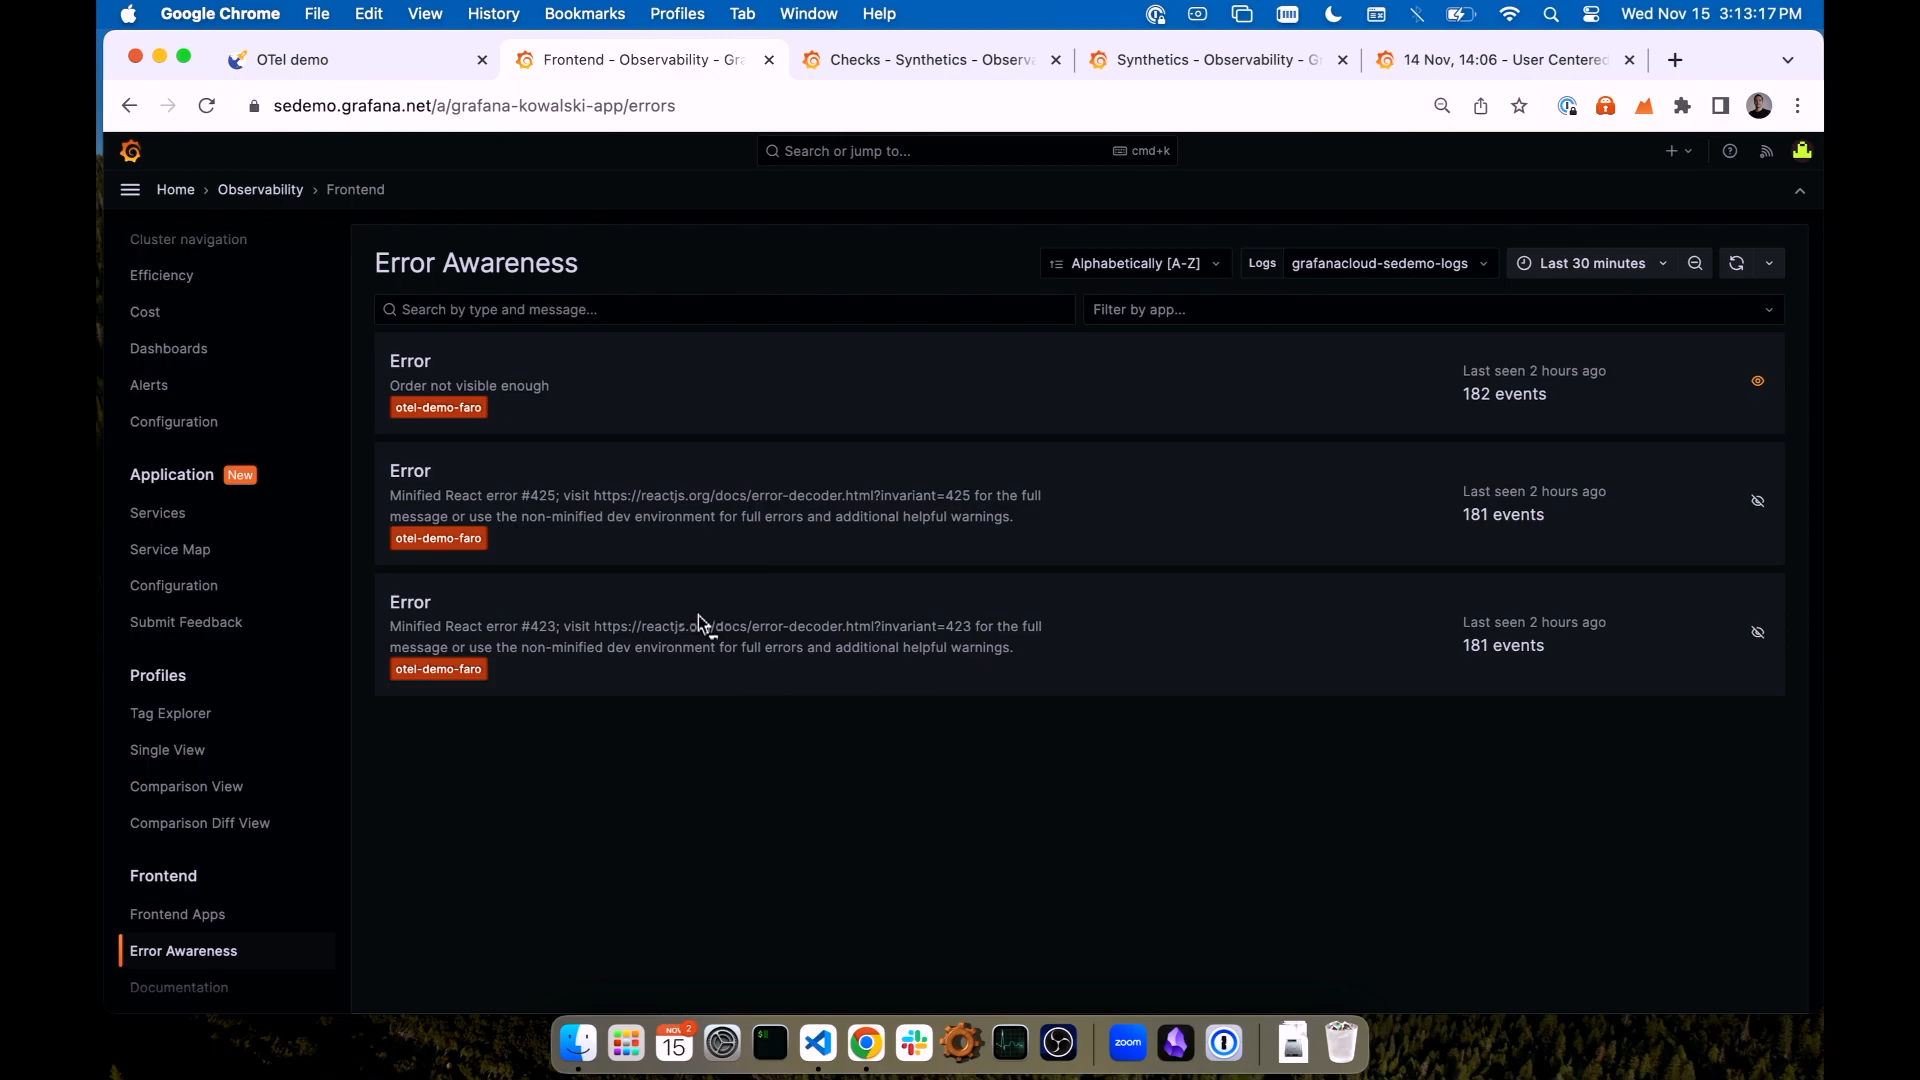 Google Chrome File Edit View History Bookmarks Profiles Tab Window Help Wed Nov 15 3:13:17 PM
OTel demo Frontend - Observability - Gra Checks - Synthetics - Observa Synthetics - Observability - G 14 Nov, 14:06 - User Centered
sedemo.grafana.net/a/grafana-kowalski-app/errors
Search or jump to... cmd+k
Home › Observability › Frontend
Cluster navigation
Efficiency
Cost
Dashboards
Alerts
Configuration
Application New
Services
Service Map
Configuration
Submit Feedback
Profiles
Tag Explorer
Single View
Comparison View
Comparison Diff View
Frontend
Frontend Apps
Error Awareness
Documentation
Error Awareness
Alphabetically [A-Z] Logs grafanacloud-sedemo-logs Last 30 minutes
Search by type and message... Filter by app...
Error
Order not visible enough
otel-demo-faro
Last seen 2 hours ago
182 events
Error
Minified React error #425; visit https://reactjs.org/docs/error-decoder.html?invariant=425 for the full
message or use the non-minified dev environment for full errors and additional helpful warnings.
otel-demo-faro
Last seen 2 hours ago
181 events
Error
Minified React error #423; visit https://reactjs.org/docs/error-decoder.html?invariant=423 for the full
message or use the non-minified dev environment for full errors and additional helpful warnings.
otel-demo-faro
Last seen 2 hours ago
181 events
NOV 2
15
zoom